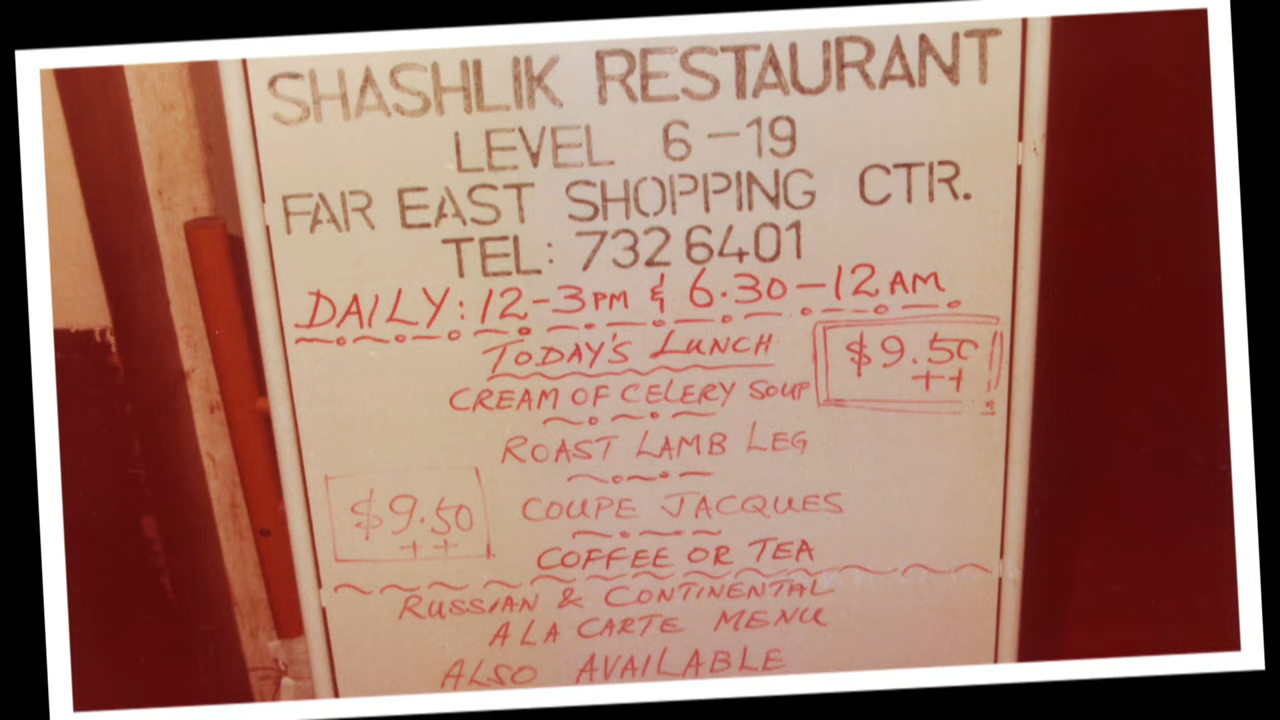 SHASHLIK RESTAURANT
LEVEL 6-19
FAR EAST SHOPPING CTR.
TEL: 732 6401
DAILY: 12-3PM & 6.30-12AM
TODAY'S LUNCH
$9.50
++
CREAM OF CELERY SOUP
ROAST LAMB LEG
$9.50
++
COUPE JACQUES
COFFEE OR TEA
RUSSIAN & CONTINENTAL
A LA CARTE MENU
ALSO AVAILABLE